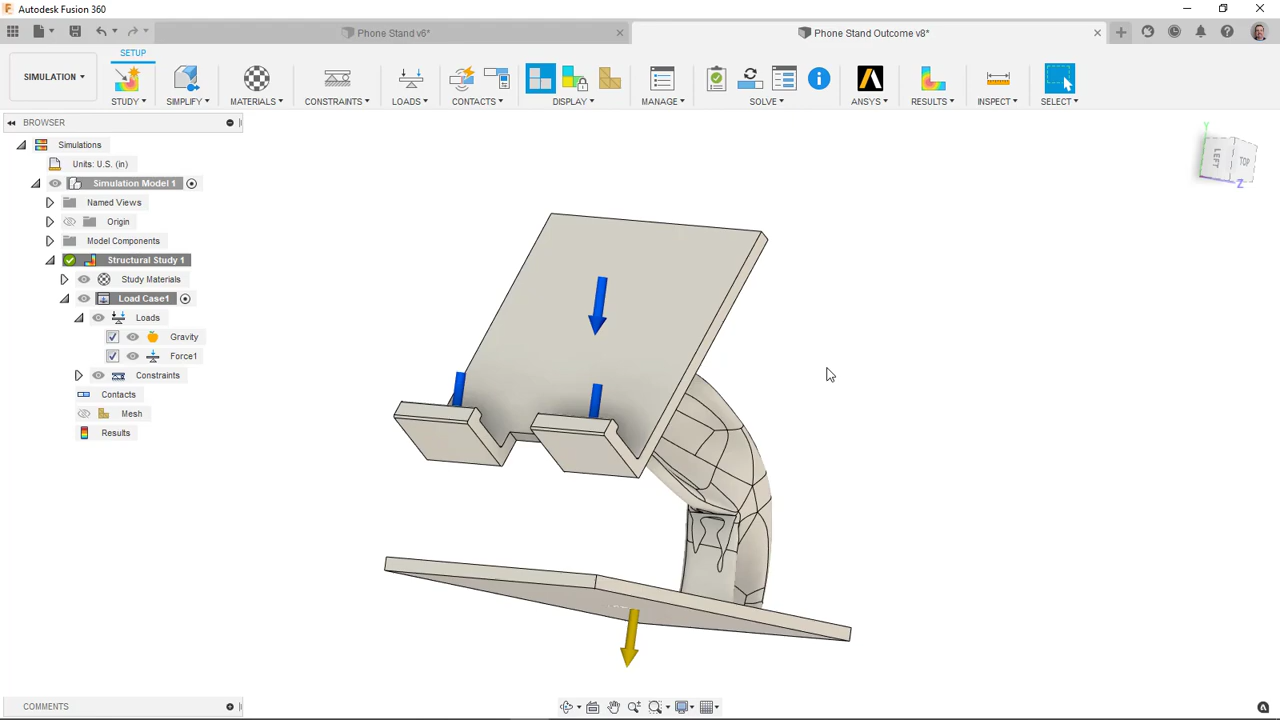 Autodesk Fusion 360
Phone Stand v6*
Phone Stand Outcome v8*
SETUP
SIMULATION
STUDY
SIMPLIFY
MATERIALS
CONSTRAINTS
LOADS
CONTACTS
DISPLAY
MANAGE
SOLVE
ANSYS
RESULTS
INSPECT
SELECT
BROWSER
Simulations
Units: U.S. (in)
Simulation Model 1
Named Views
Origin
Model Components
Structural Study 1
Study Materials
Load Case1
Loads
Gravity
Force1
Constraints
Contacts
Mesh
Results
Y
LEFT
TOP
Z
COMMENTS